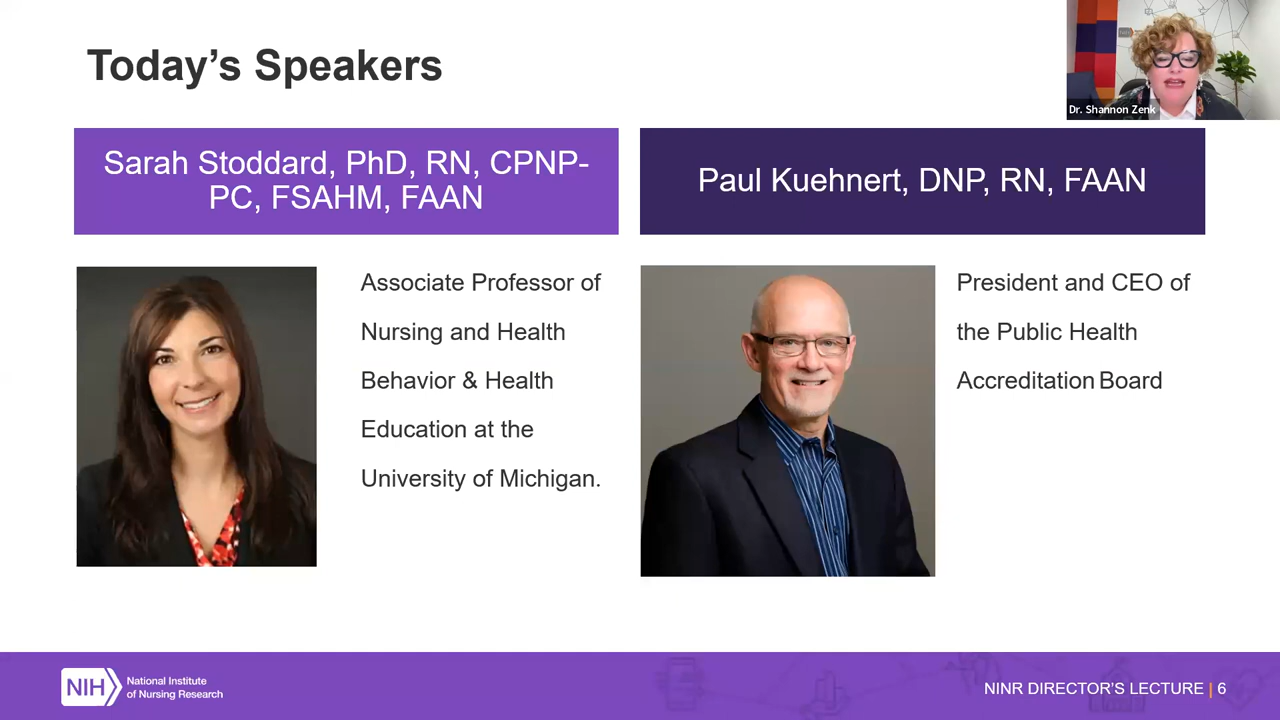 Today’s Speakers
Dr. Shannon Zenk
Sarah Stoddard, PhD, RN, CPNP-
PC, FSAHM, FAAN
Paul Kuehnert, DNP, RN, FAAN
Associate Professor of
Nursing and Health
Behavior & Health
Education at the
University of Michigan.
President and CEO of
the Public Health
Accreditation Board
NIH
National Institute
of Nursing Research
NINR DIRECTOR’S LECTURE | 6